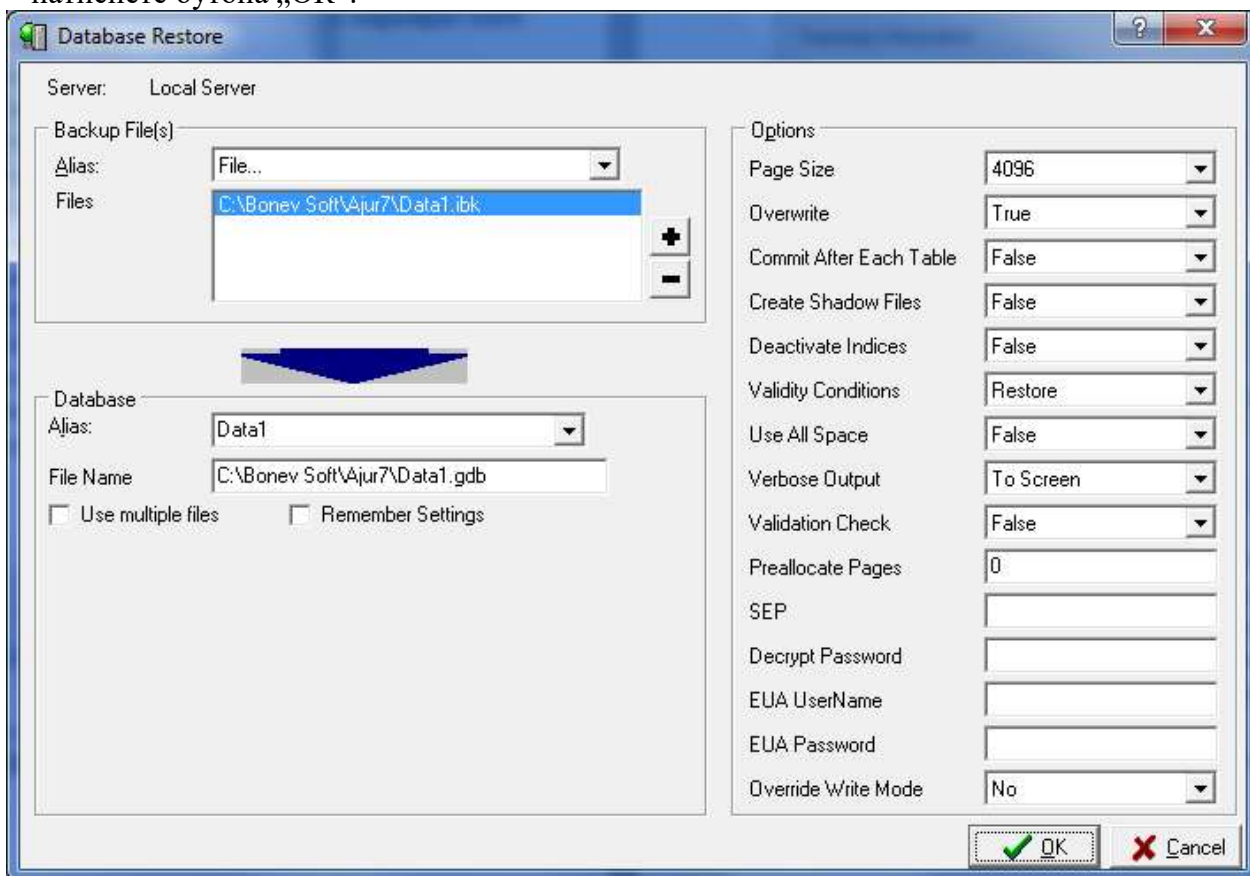 натиснете бутона „OK“.
Database Restore
Server: Local Server
Backup File(s)
Alias: File...
Files C:\Bonev Soft\Ajur7\Data1.ibk
Database
Alias: Data1
File Name C:\Bonev Soft\Ajur7\Data1.gdb
Use multiple files Remember Settings
Options
Page Size 4096
Overwrite True
Commit After Each Table False
Create Shadow Files False
Deactivate Indices False
Validity Conditions Restore
Use All Space False
Verbose Output To Screen
Validation Check False
Preallocate Pages 0
SEP
Decrypt Password
EUA UserName
EUA Password
Override Write Mode No
OK Cancel